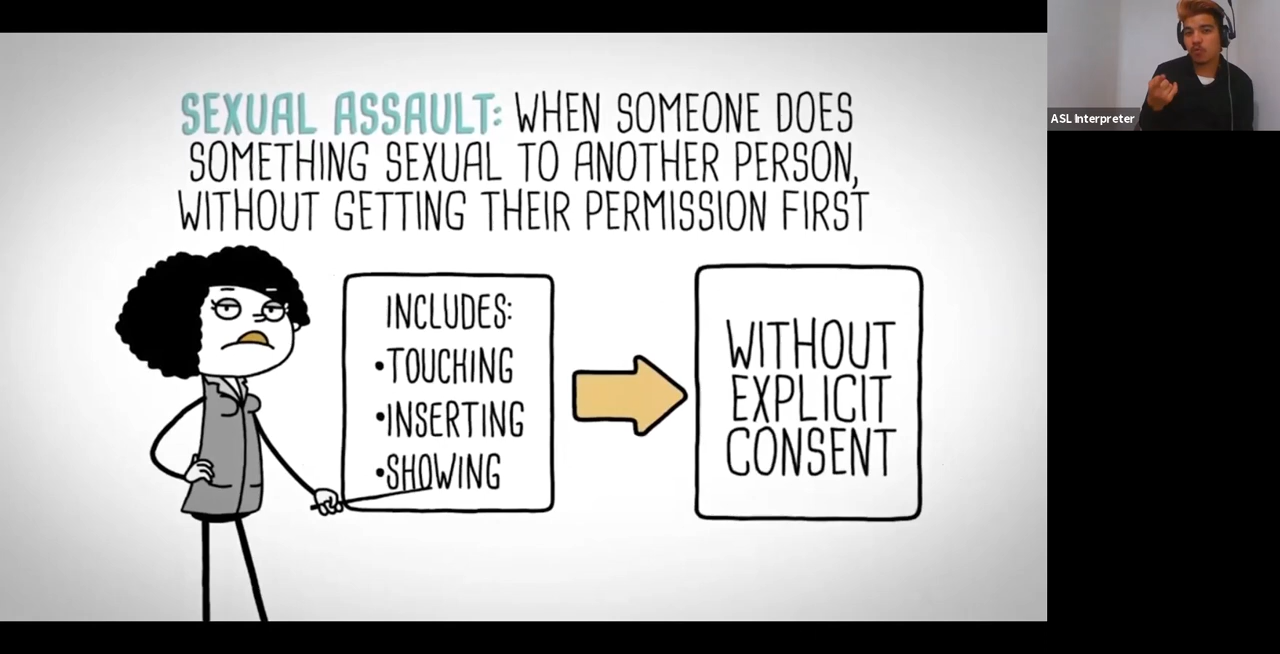 SEXUAL ASSAULT: WHEN SOMEONE DOES
SOMETHING SEXUAL TO ANOTHER PERSON,
WITHOUT GETTING THEIR PERMISSION FIRST
INCLUDES:
•TOUCHING
•INSERTING
•SHOWING
WITHOUT
EXPLICIT
CONSENT
ASL Interpreter